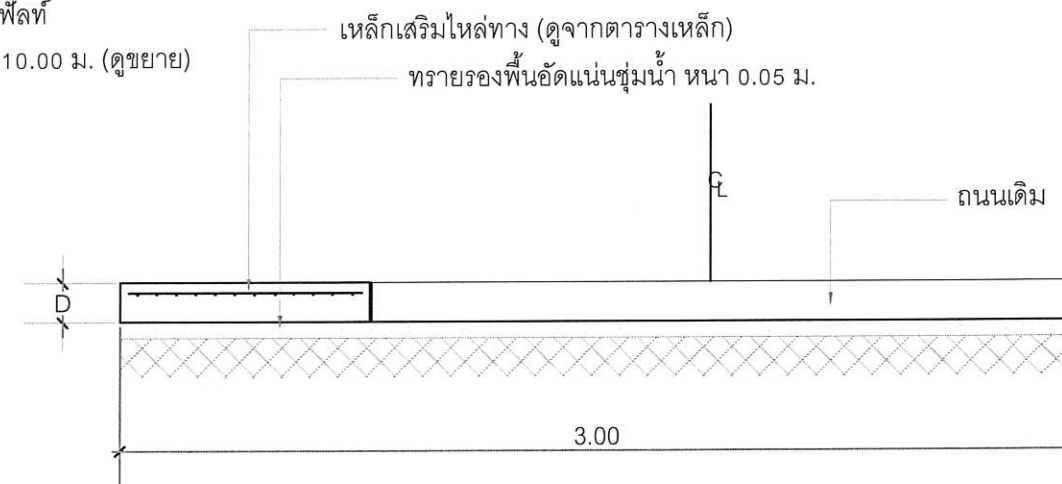 ฟัลท์
เหล็กเสริมไหล่ทาง (ดูจากตารางเหล็ก)
10.00 ม. (ดูขยาย)
ทรายรองพื้นอัดแน่นชุ่มน้ำ หนา 0.05 ม.
CL
ถนนเดิม
D
3.00